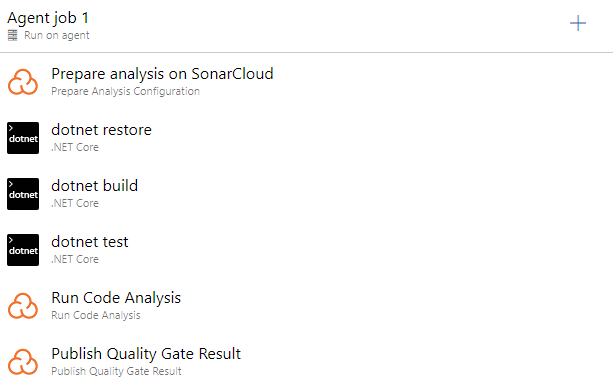 Agent job 1
Run on agent
Prepare analysis on SonarCloud
Prepare Analysis Configuration
dotnet
dotnet restore
.NET Core
dotnet
dotnet build
.NET Core
dotnet
dotnet test
.NET Core
Run Code Analysis
Run Code Analysis
Publish Quality Gate Result
Publish Quality Gate Result